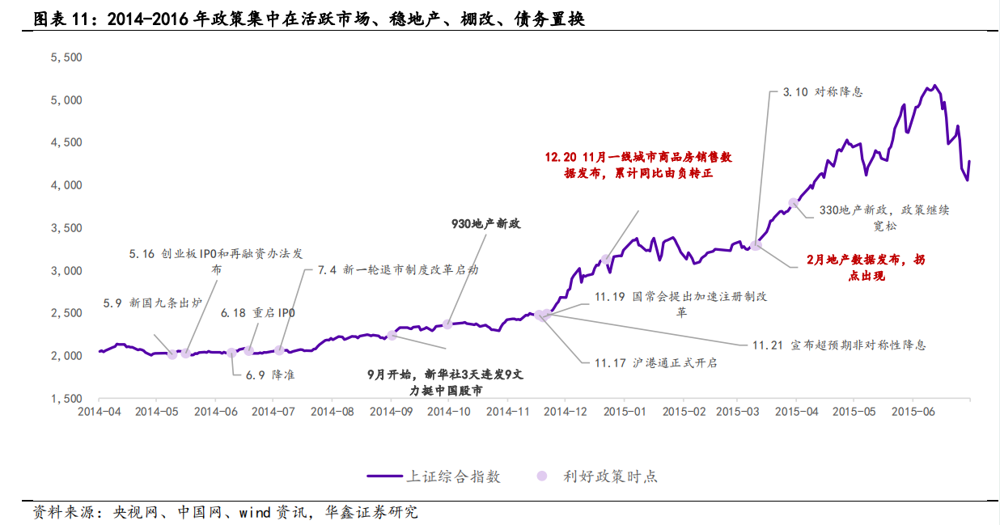 图表 11：2014-2016 年政策集中在活跃市场、稳地产、棚改、债务置换
5,500
5,000
4,500
4,000
3,500
3,000
2,500
2,000
1,500
3.10 对称降息
12.20 11月一线城市商品房销售数
据发布，累计同比由负转正
930地产新政
330地产新政，政策继续
宽松
5.16 创业板IPO和再融资办法发
布
7.4 新一轮退市制度改革启动
2月地产数据发布，拐
点出现
5.9 新国九条出炉
6.18 重启IPO
11.19 国常会提出加速注册制改
革
11.21 宣布超预期非对称性降息
11.17 沪港通正式开启
6.9 降准
9月开始，新华社3天连发9文
力挺中国股市
2014-04 2014-05 2014-06 2014-07 2014-08 2014-09 2014-10 2014-11 2014-12 2015-01 2015-02 2015-03 2015-04 2015-05 2015-06
上证综合指数 利好政策时点
资料来源：央视网、中国网、wind 资讯，华鑫证券研究